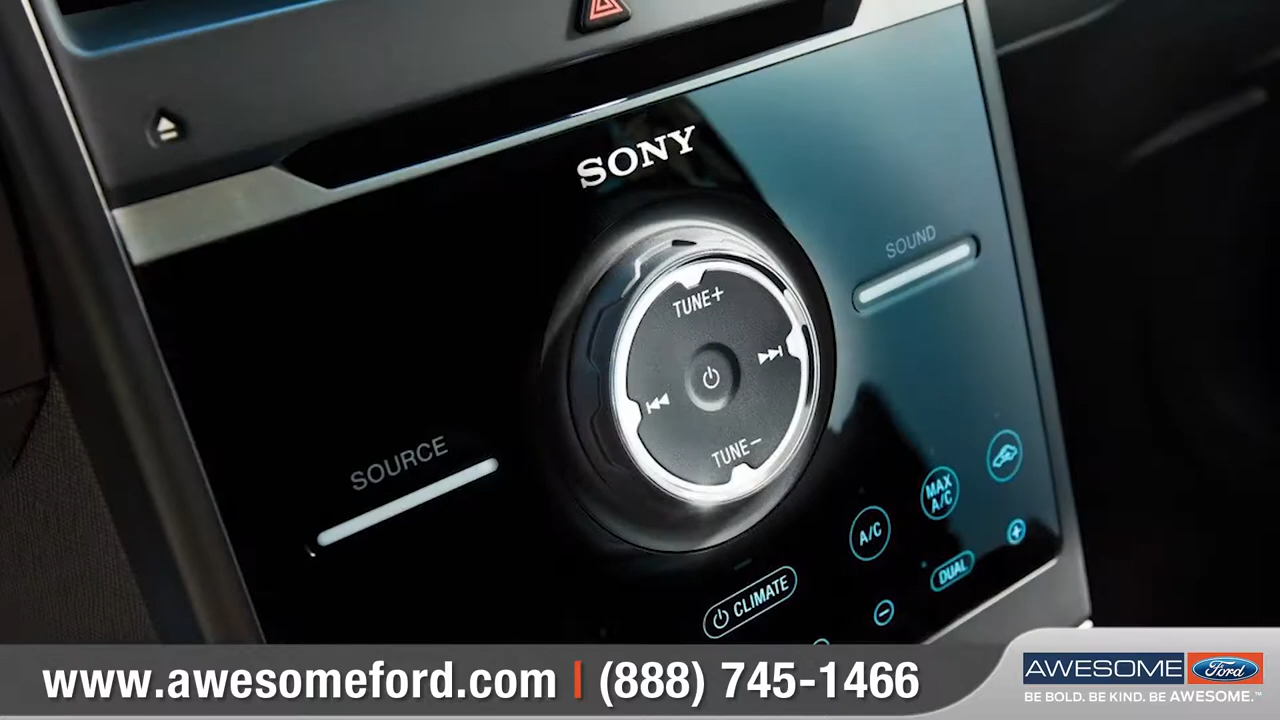 SONY
SOUND
TUNE+
TUNE−
SOURCE
MAX
A/C
A/C
DUAL
CLIMATE
www.awesomeford.com | (888) 745-1466
AWESOME Ford
BE BOLD. BE KIND. BE AWESOME.™